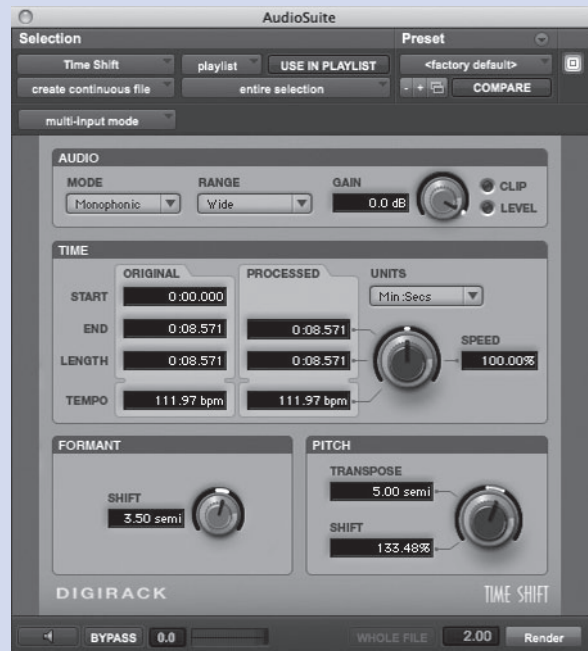 AudioSuite
Selection
Preset
Time Shift
playlist
USE IN PLAYLIST
<factory default>
create continuous file
entire selection
- +
COMPARE
multi-input mode
AUDIO
MODE
RANGE
GAIN
Monophonic
Wide
0.0 dB
CLIP
LEVEL
TIME
ORIGINAL
PROCESSED
UNITS
Min:Secs
START
0:00.000
END
0:08.571
0:08.571
SPEED
LENGTH
0:08.571
0:08.571
100.00%
TEMPO
111.97 bpm
111.97 bpm
FORMANT
PITCH
SHIFT
3.50 semi
TRANSPOSE
5.00 semi
SHIFT
133.48%
DIGIRACK
TIME SHIFT
BYPASS
0.0
WHOLE FILE
2.00
Render